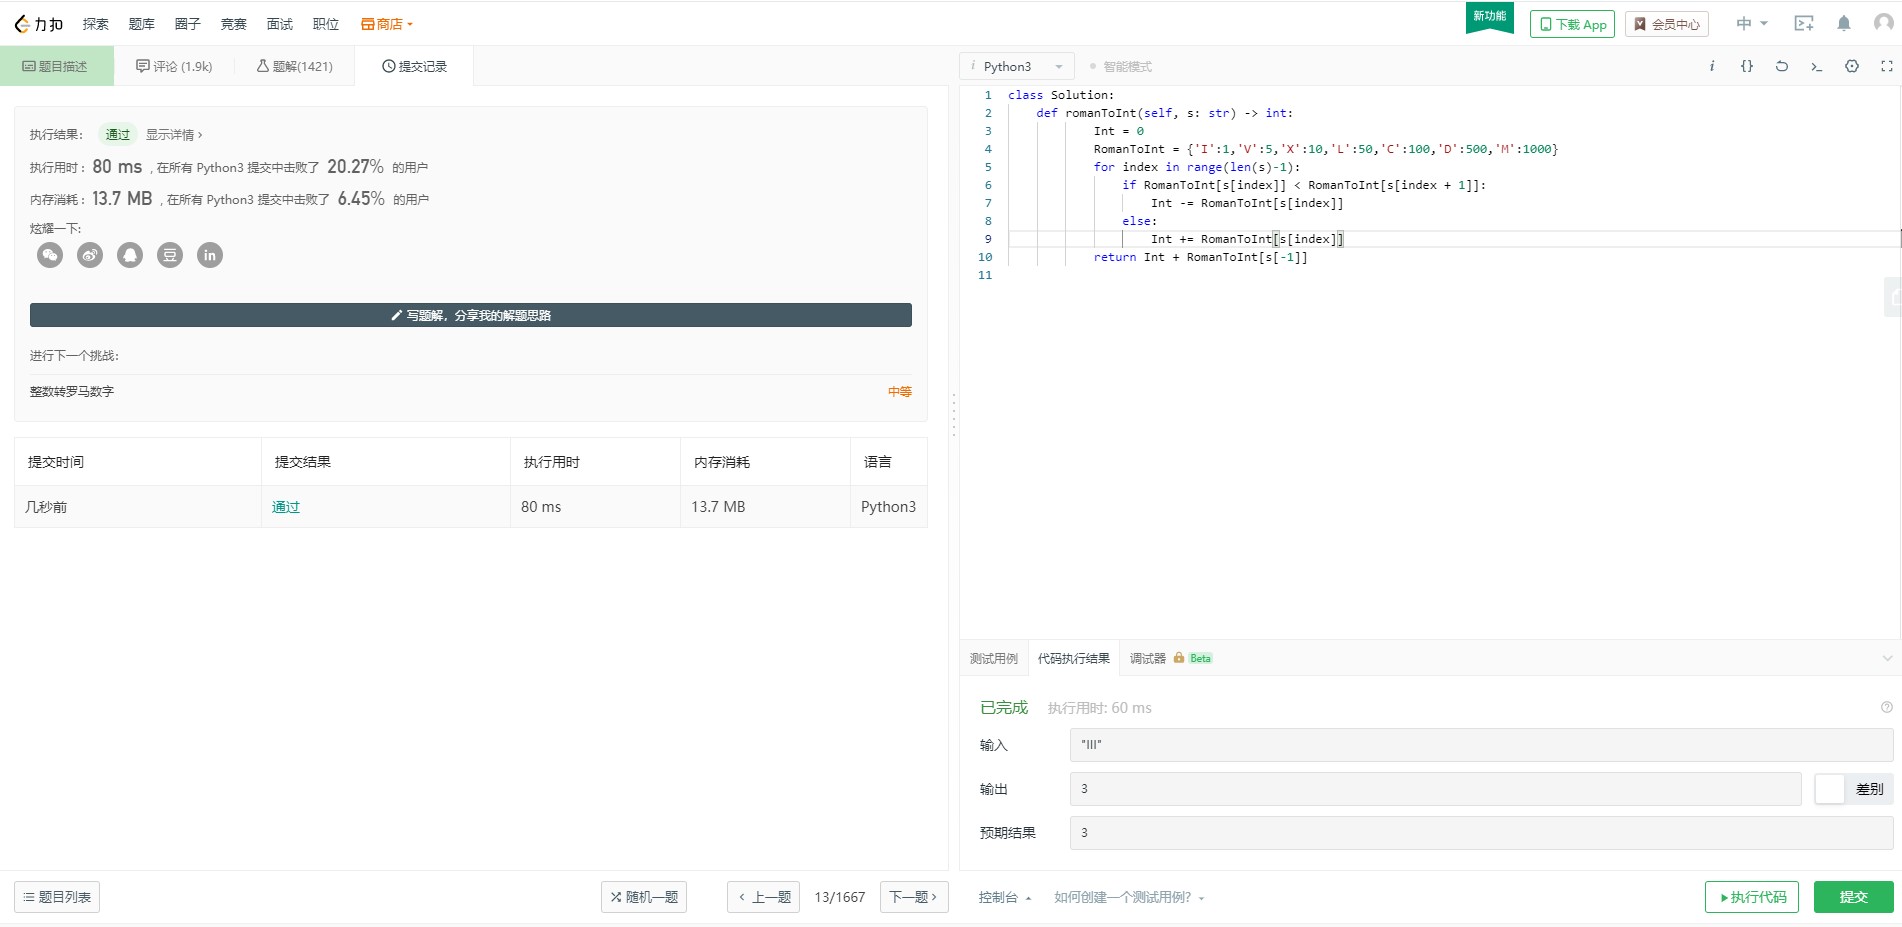 力扣 探索 题库 圈子 竞赛 面试 职位 商店 新功能 下载 App 会员中心 中
题目描述 评论 (1.9k) 题解(1421) 提交记录
执行结果： 通过 显示详情 ›
执行用时 : 80 ms , 在所有 Python3 提交中击败了 20.27% 的用户
内存消耗 : 13.7 MB , 在所有 Python3 提交中击败了 6.45% 的用户
炫耀一下:
写题解，分享我的解题思路
进行下一个挑战：
整数转罗马数字 中等
提交时间 提交结果 执行用时 内存消耗 语言
几秒前 通过 80 ms 13.7 MB Python3
题目列表 随机一题 ‹ 上一题 13/1667 下一题 ›
i Python3 智能模式 i {}
1 class Solution:
2 def romanToInt(self, s: str) -> int:
3 Int = 0
4 RomanToInt = {'I':1,'V':5,'X':10,'L':50,'C':100,'D':500,'M':1000}
5 for index in range(len(s)-1):
6 if RomanToInt[s[index]] < RomanToInt[s[index + 1]]:
7 Int -= RomanToInt[s[index]]
8 else:
9 Int += RomanToInt[s[index]]
10 return Int + RomanToInt[s[-1]]
11
测试用例 代码执行结果 调试器 Beta
已完成 执行用时: 60 ms
输入 "III"
输出 3 差别
预期结果 3
控制台 如何创建一个测试用例? 执行代码 提交